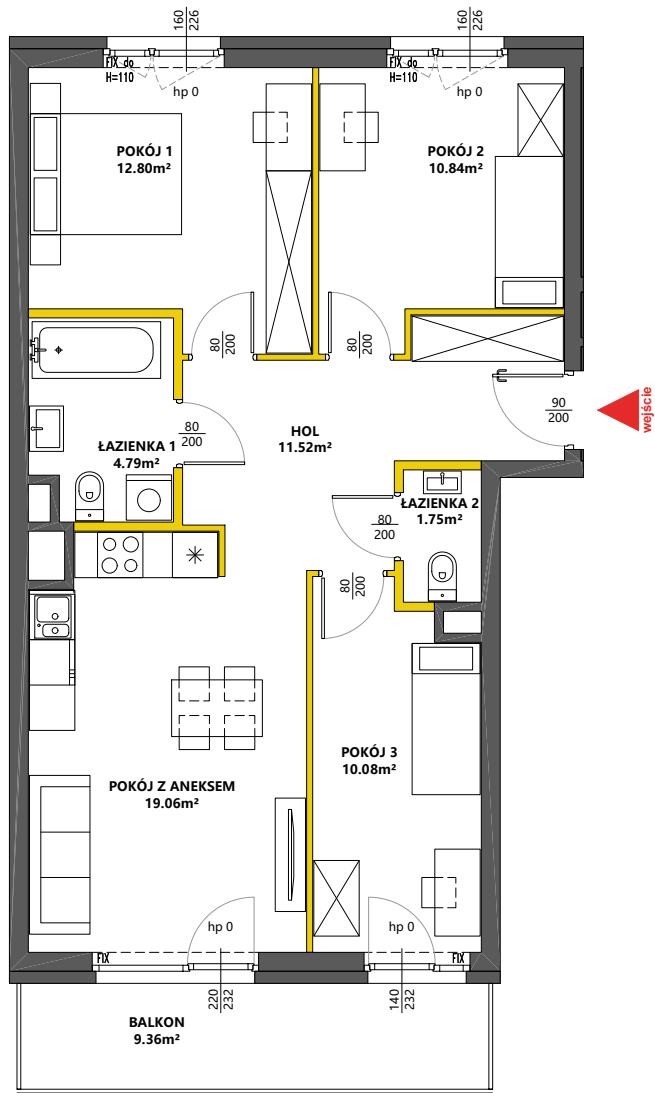 160
226
160
226
FIX do
H=110
hp 0
FIX do
H=110
hp 0
POKÓJ 1
12.80m²
POKÓJ 2
10.84m²
80
200
80
200
90
200
wejście
80
200
ŁAZIENKA 1
4.79m²
HOL
11.52m²
ŁAZIENKA 2
1.75m²
80
200
80
200
POKÓJ 3
10.08m²
POKÓJ Z ANEKSEM
19.06m²
hp 0
hp 0
FIX
FIX
220
232
140
232
BALKON
9.36m²